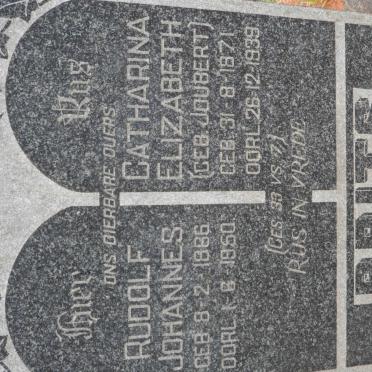 Hier Rus
ONS DIERBARE OUERS
RUDOLF
JOHANNES
GEB 8-2-1886
OORL 1-8-1950
CATHARINA
ELIZABETH
(GEB JOUBERT)
GEB 31-8-1871
OORL 26-12-1939
(GES 38 VS 7)
RUS IN VREDE